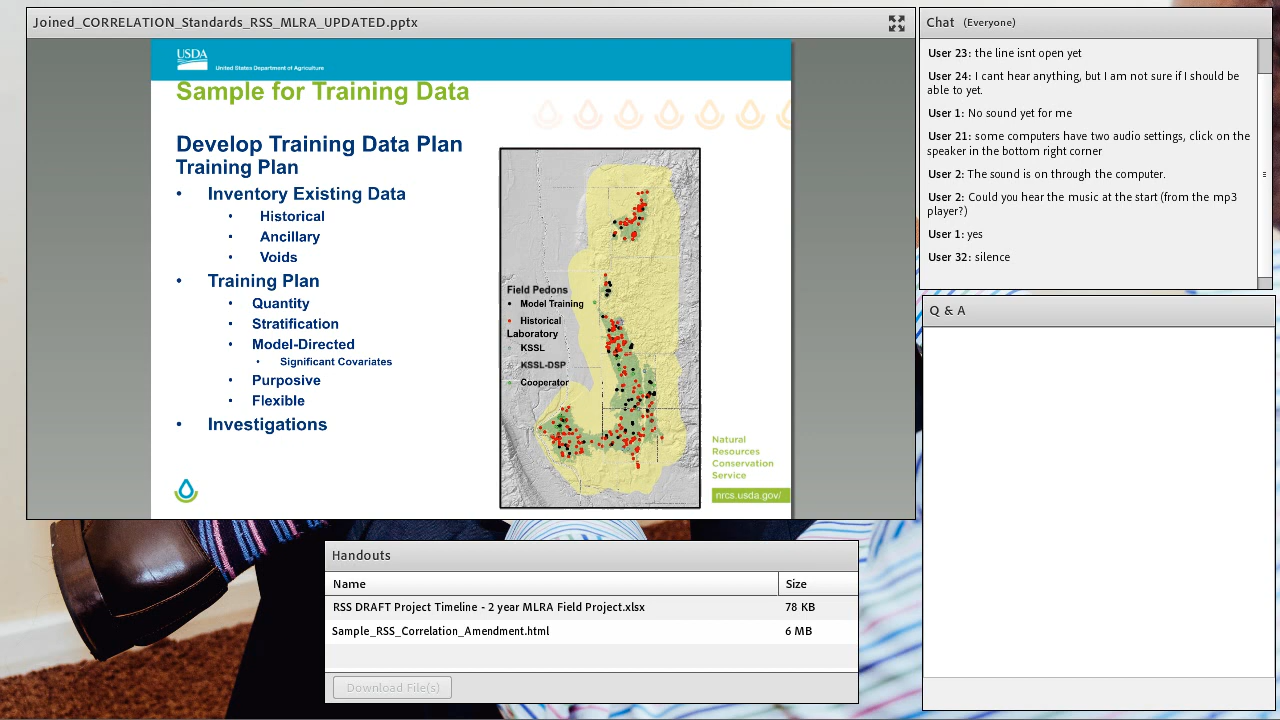 Joined_CORRELATION_Standards_RSS_MLRA_UPDATED.pptx
USDA
United States Department of Agriculture
Sample for Training Data
Develop Training Data Plan
Training Plan
• Inventory Existing Data
• Historical
• Ancillary
• Voids
• Training Plan
• Quantity
• Stratification
• Model-Directed
• Significant Covariates
• Purposive
• Flexible
• Investigations
Field Pedons
Model Training
Historical
Laboratory
KSSL
KSSL-DSP
Cooperator
Natural
Resources
Conservation
Service
nrcs.usda.gov/
Chat (Everyone)
User 23: the line isnt open yet
User 24: I cant hear anything, but I am not sure if I should be
able to yet.
User 1: No sound yet for me
User 21: some computers have two audio settings, click on the
speaker in the bottom right corner
User 2: The sound is on through the computer.
User 2: Could you hear the music at the start (from the mp3
player?)
User 1: yes
User 32: silence
Q & A
Handouts
Name Size
RSS DRAFT Project Timeline - 2 year MLRA Field Project.xlsx 78 KB
Sample_RSS_Correlation_Amendment.html 6 MB
Download File(s)